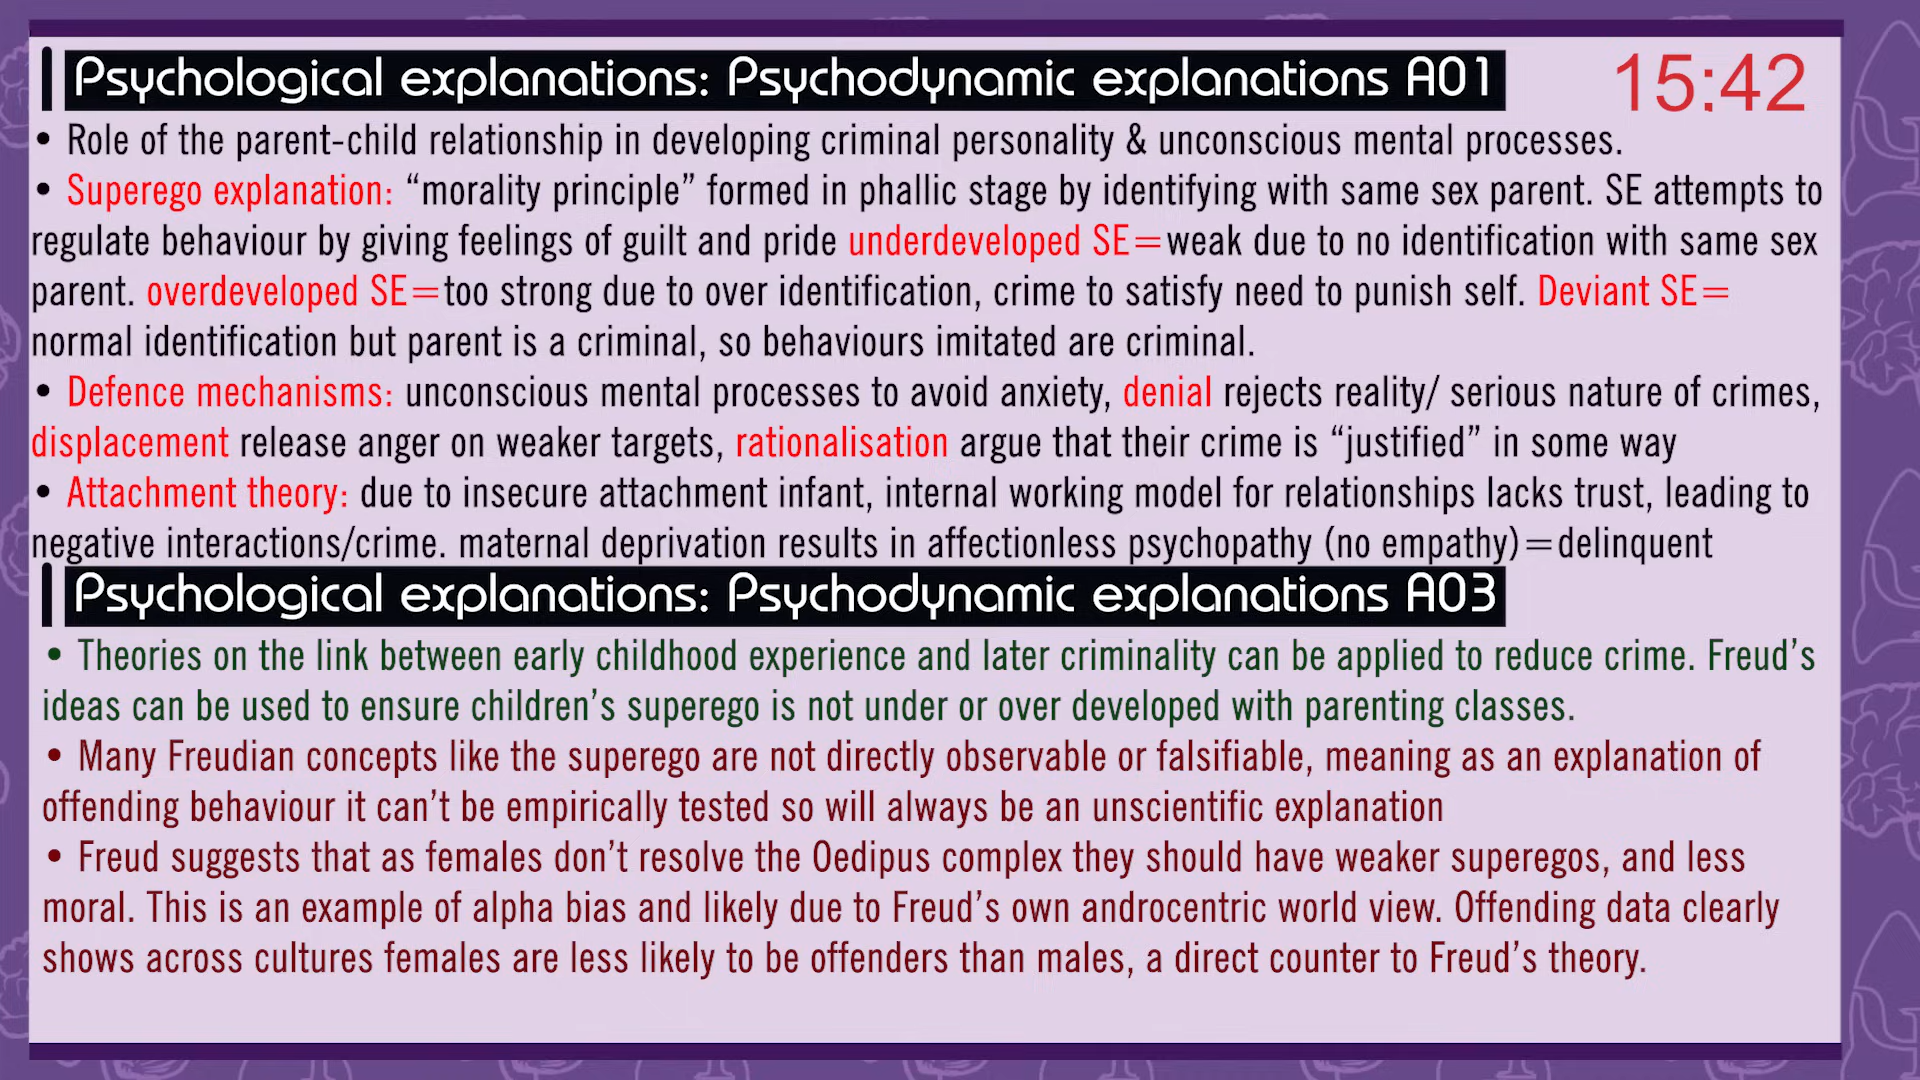 Psychological explanations: Psychodynamic explanations A01
15:42
• Role of the parent-child relationship in developing criminal personality & unconscious mental processes.
• Superego explanation: “morality principle” formed in phallic stage by identifying with same sex parent. SE attempts to
regulate behaviour by giving feelings of guilt and pride underdeveloped SE=weak due to no identification with same sex
parent. overdeveloped SE=too strong due to over identification, crime to satisfy need to punish self. Deviant SE=
normal identification but parent is a criminal, so behaviours imitated are criminal.
• Defence mechanisms: unconscious mental processes to avoid anxiety, denial rejects reality/ serious nature of crimes,
displacement release anger on weaker targets, rationalisation argue that their crime is “justified” in some way
• Attachment theory: due to insecure attachment infant, internal working model for relationships lacks trust, leading to
negative interactions/crime. maternal deprivation results in affectionless psychopathy (no empathy)=delinquent
Psychological explanations: Psychodynamic explanations A03
• Theories on the link between early childhood experience and later criminality can be applied to reduce crime. Freud’s
ideas can be used to ensure children’s superego is not under or over developed with parenting classes.
• Many Freudian concepts like the superego are not directly observable or falsifiable, meaning as an explanation of
offending behaviour it can’t be empirically tested so will always be an unscientific explanation
• Freud suggests that as females don’t resolve the Oedipus complex they should have weaker superegos, and less
moral. This is an example of alpha bias and likely due to Freud’s own androcentric world view. Offending data clearly
shows across cultures females are less likely to be offenders than males, a direct counter to Freud’s theory.